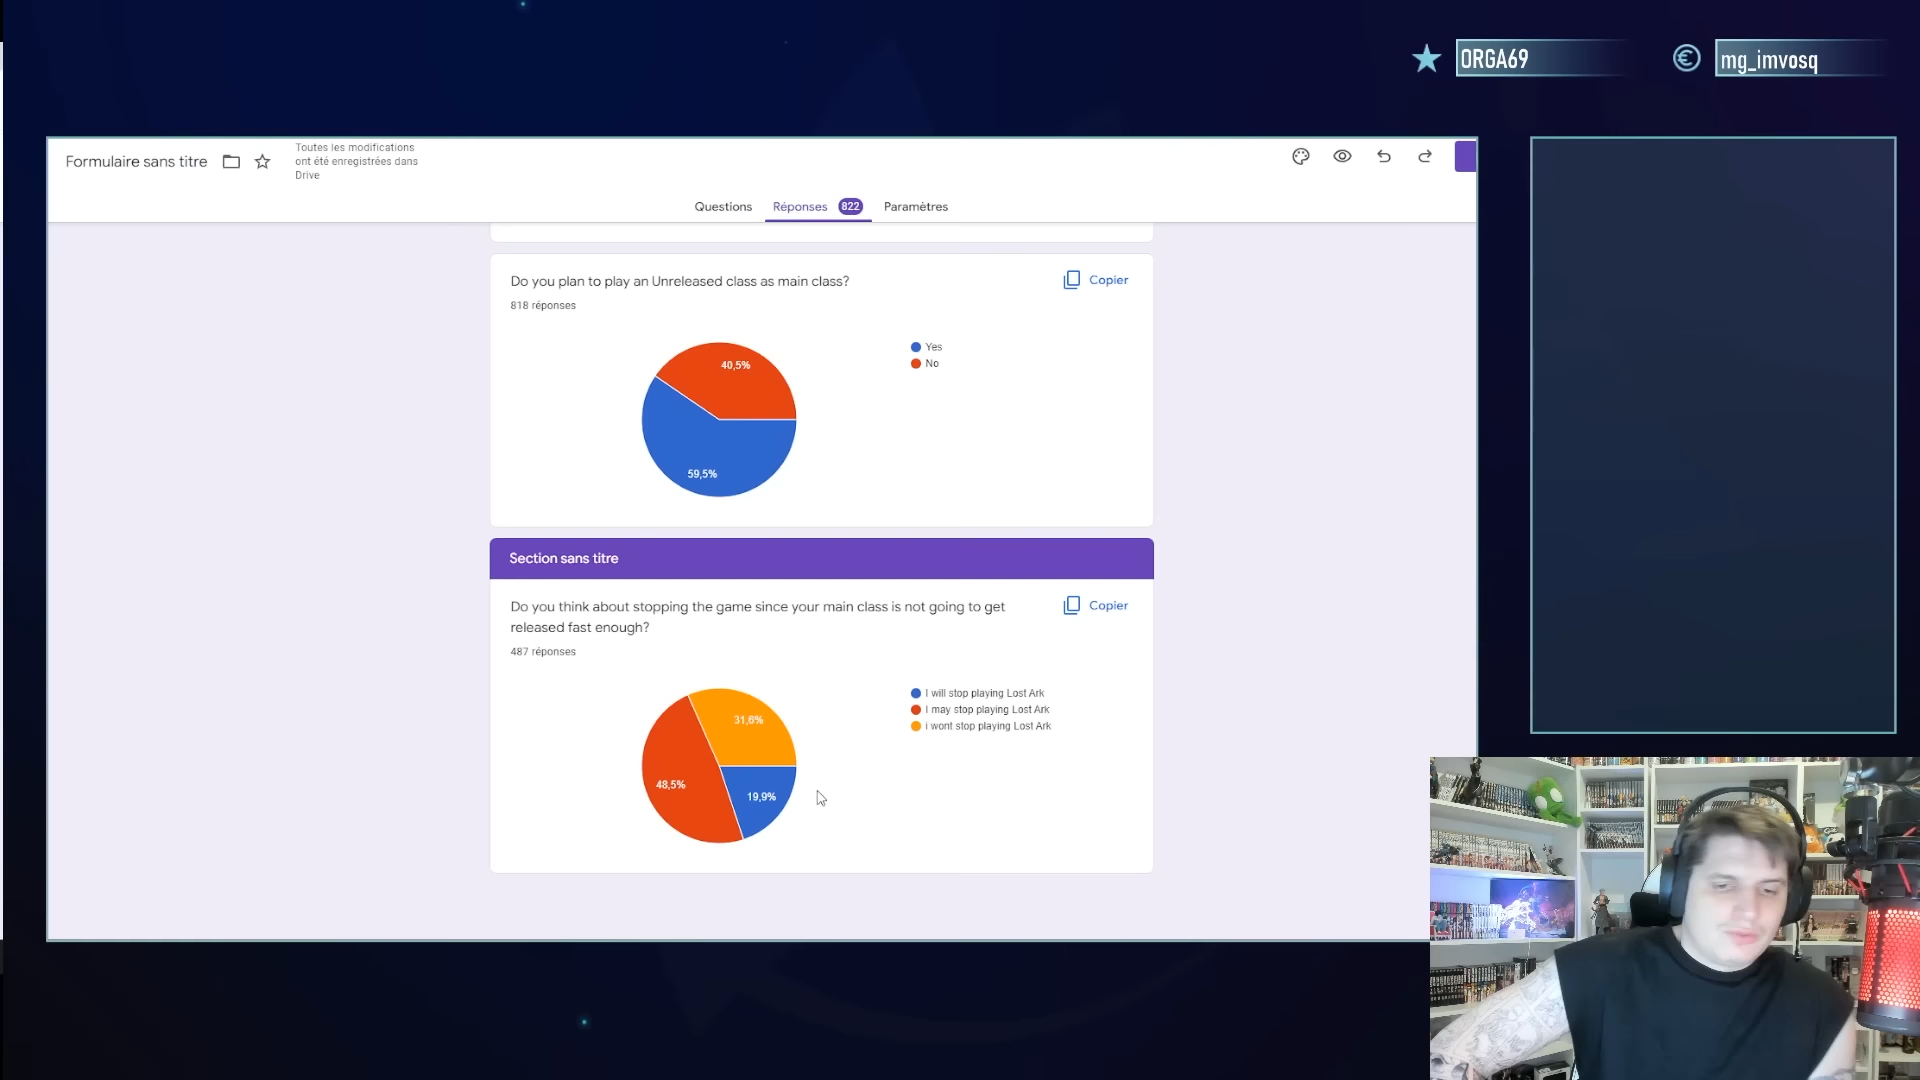 ORGA69
mg_imvosq
Formulaire sans titre
Toutes les modifications
ont été enregistrées dans
Drive
Questions
Réponses 822
Paramètres
Do you plan to play an Unreleased class as main class?
Copier
818 réponses
Yes
No
40,5%
59,5%
Section sans titre
Do you think about stopping the game since your main class is not going to get
released fast enough?
Copier
487 réponses
I will stop playing Lost Ark
I may stop playing Lost Ark
i wont stop playing Lost Ark
31,6%
48,5%
19,9%